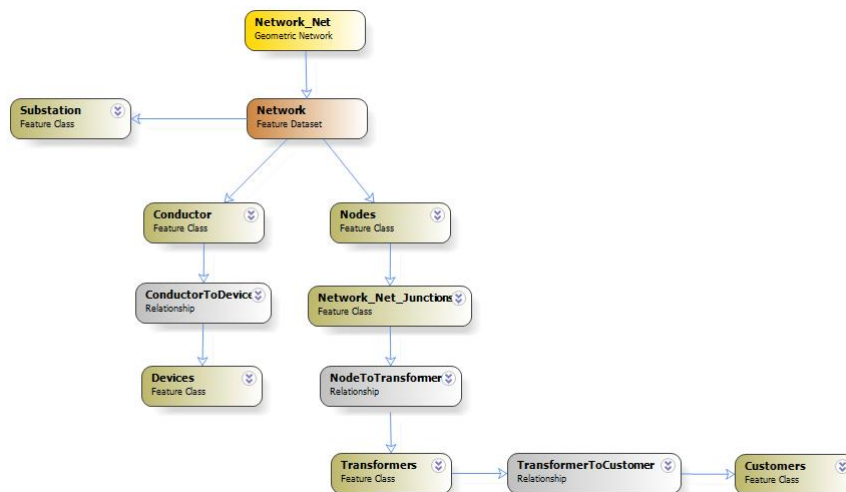 Network_Net
Geometric Network
Substation
Feature Class
Network
Feature Dataset
Conductor
Feature Class
Nodes
Feature Class
ConductorToDevice
Relationship
Network_Net_Junctions
Feature Class
Devices
Feature Class
NodeToTransformer
Relationship
Transformers
Feature Class
TransformerToCustomer
Relationship
Customers
Feature Class